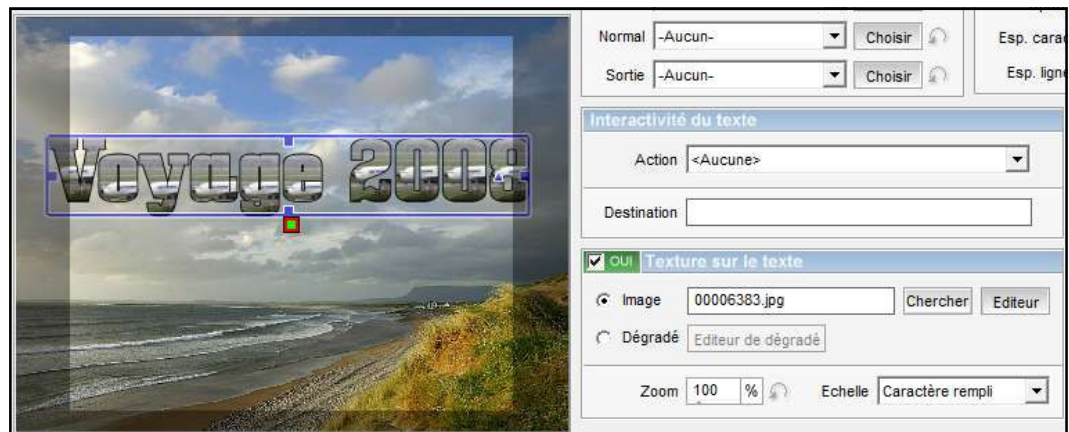 Voyage 2008
Normal -Aucun- Choisir Esp. cara
Sortie -Aucun- Choisir Esp. ligne
Interactivité du texte
Action <Aucune>
Destination
OUI Texture sur le texte
Image 00006383.jpg Chercher Editeur
Dégradé Editeur de dégradé
Zoom 100 % Echelle Caractère rempli